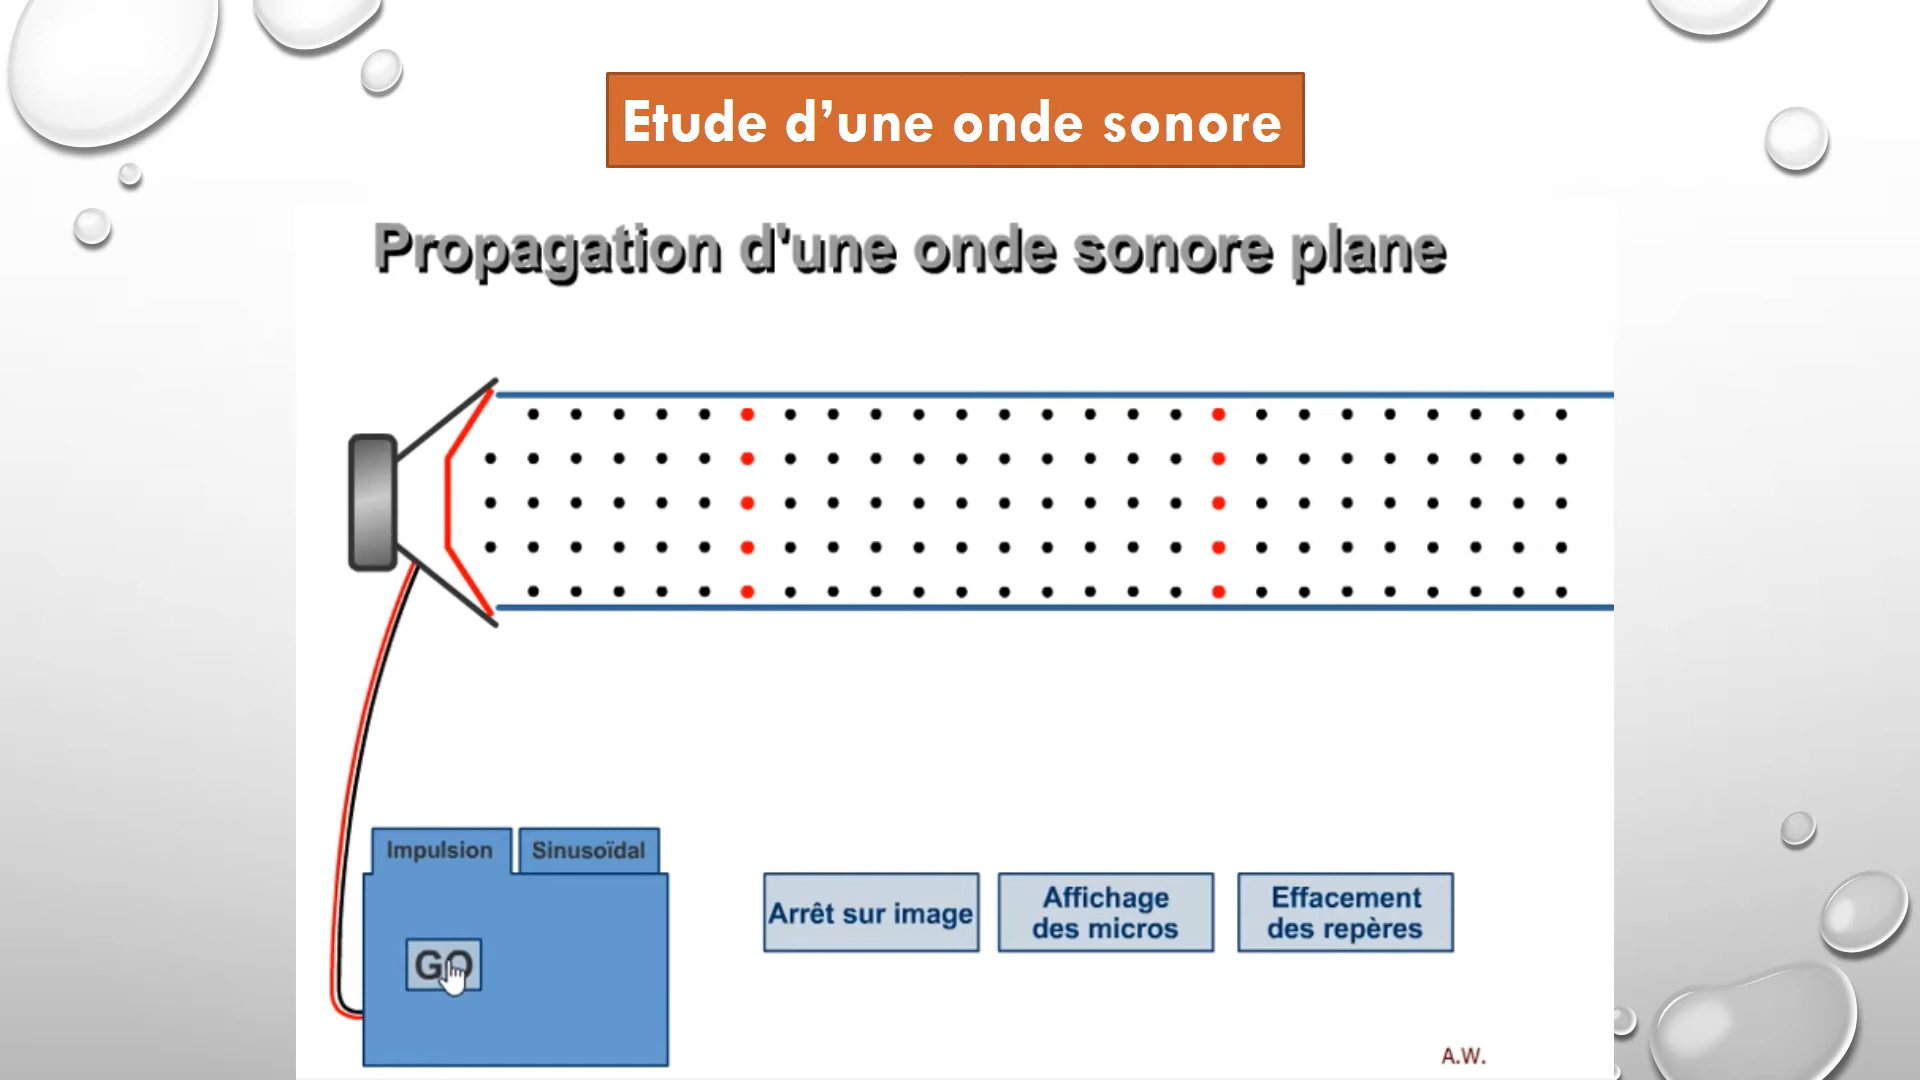 Etude d’une onde sonore
Propagation d'une onde sonore plane
Impulsion
Sinusoïdal
GO
Arrêt sur image
Affichage
des micros
Effacement
des repères
A.W.